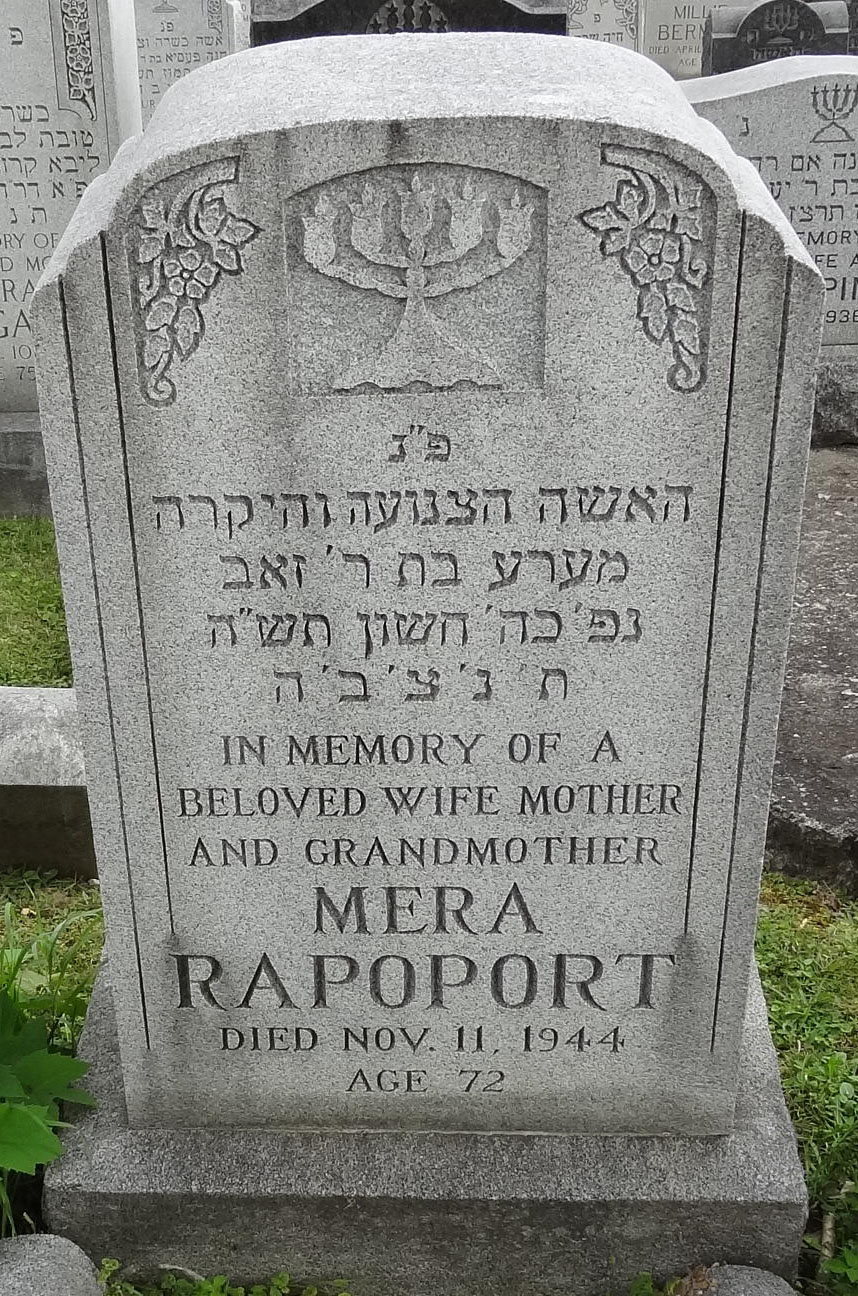 פ"נ
האשה הצנועה והיקרה
מערע בת ר' זאב
נפ' כה' חשון תש"ה
ת' נ' צ' ב' ה
IN MEMORY OF A
BELOVED WIFE MOTHER
AND GRANDMOTHER
MERA
RAPOPORT
DIED NOV. 11, 1944
AGE 72